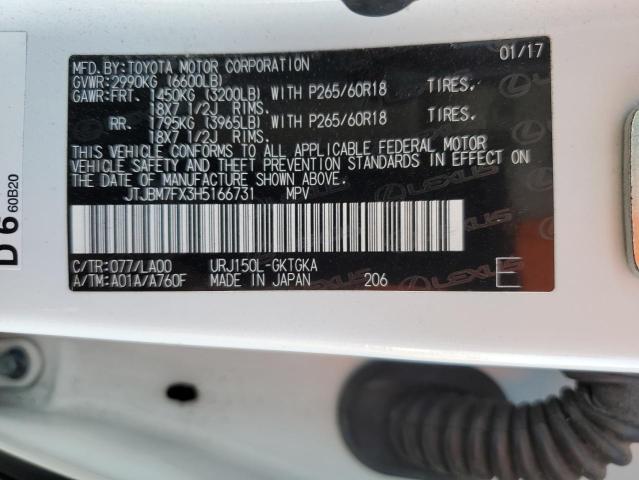 MFD.BY:TOYOTA MOTOR CORPORATION 01/17
GVWR:2990KG (6600LB)
GAWR:FRT. 1450KG (3200LB) WITH P265/60R18 TIRES.
18X7 1/2J RIMS.
RR. 1795KG (3965LB) WITH P265/60R18 TIRES.
18X7 1/2J RIMS.
THIS VEHICLE CONFORMS TO ALL APPLICABLE FEDERAL MOTOR
VEHICLE SAFETY AND THEFT PREVENTION STANDARDS IN EFFECT ON
THE DATE OF MANUFACTURE SHOWN ABOVE.
JTJBM7FX3H5166731 MPV
C/TR:077/LA00 URJ150L-GKTGKA
A/TM:A01A/A760F MADE IN JAPAN 206 E
LEXUS
LEXUS
LEXUS
D 6
60B20